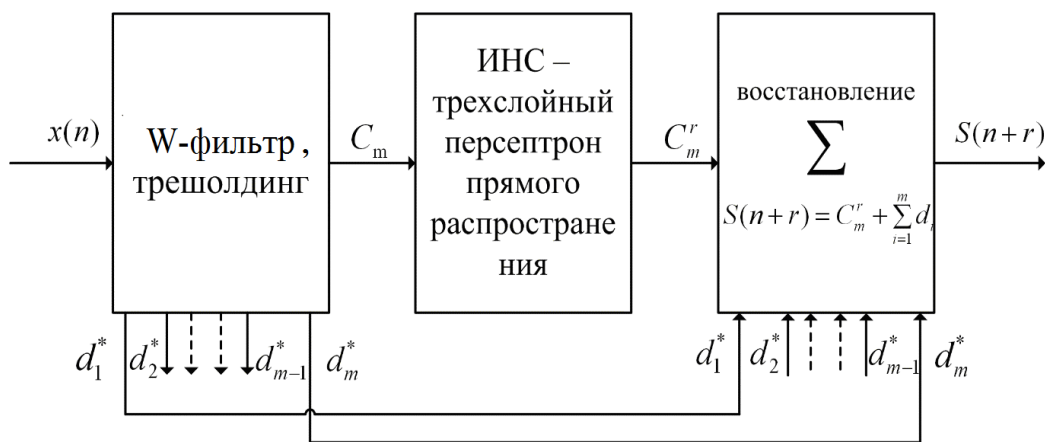 x(n)
W-фильтр ,
трешолдинг
C_m
ИНС –
трехслойный
персептрон
прямого
распростране
ния
C_m^r
восстановление
∑
S(n+r) = C_m^r + ∑_{i=1}^{m} d_i
S(n+r)
d_1^* d_2^* d_{m-1}^* d_m^*
d_1^* d_2^* d_{m-1}^* d_m^*